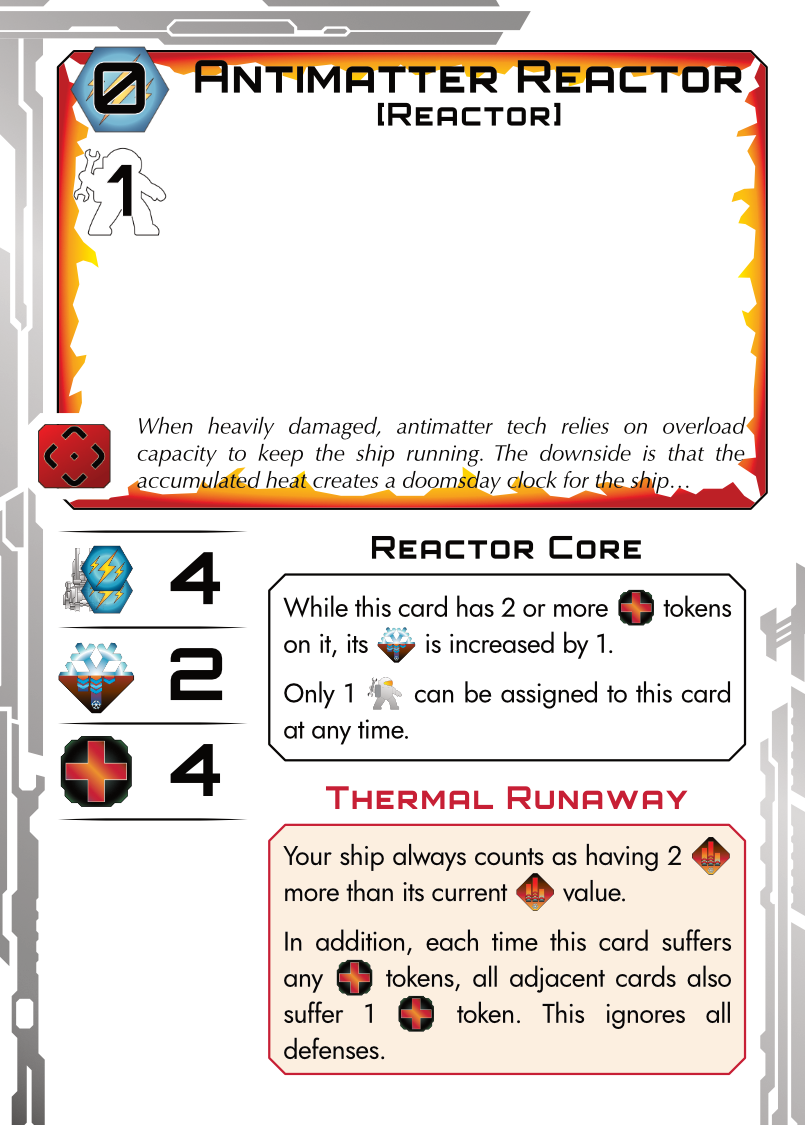 0
Antimatter Reactor
[Reactor]
1
When heavily damaged, antimatter tech relies on overload
capacity to keep the ship running. The downside is that the
accumulated heat creates a doomsday clock for the ship…
4
2
4
Reactor Core
While this card has 2 or more tokens
on it, its is increased by 1.
Only 1 can be assigned to this card
at any time.
Thermal Runaway
Your ship always counts as having 2
more than its current value.
In addition, each time this card suffers
any tokens, all adjacent cards also
suffer 1 token. This ignores all
defenses.